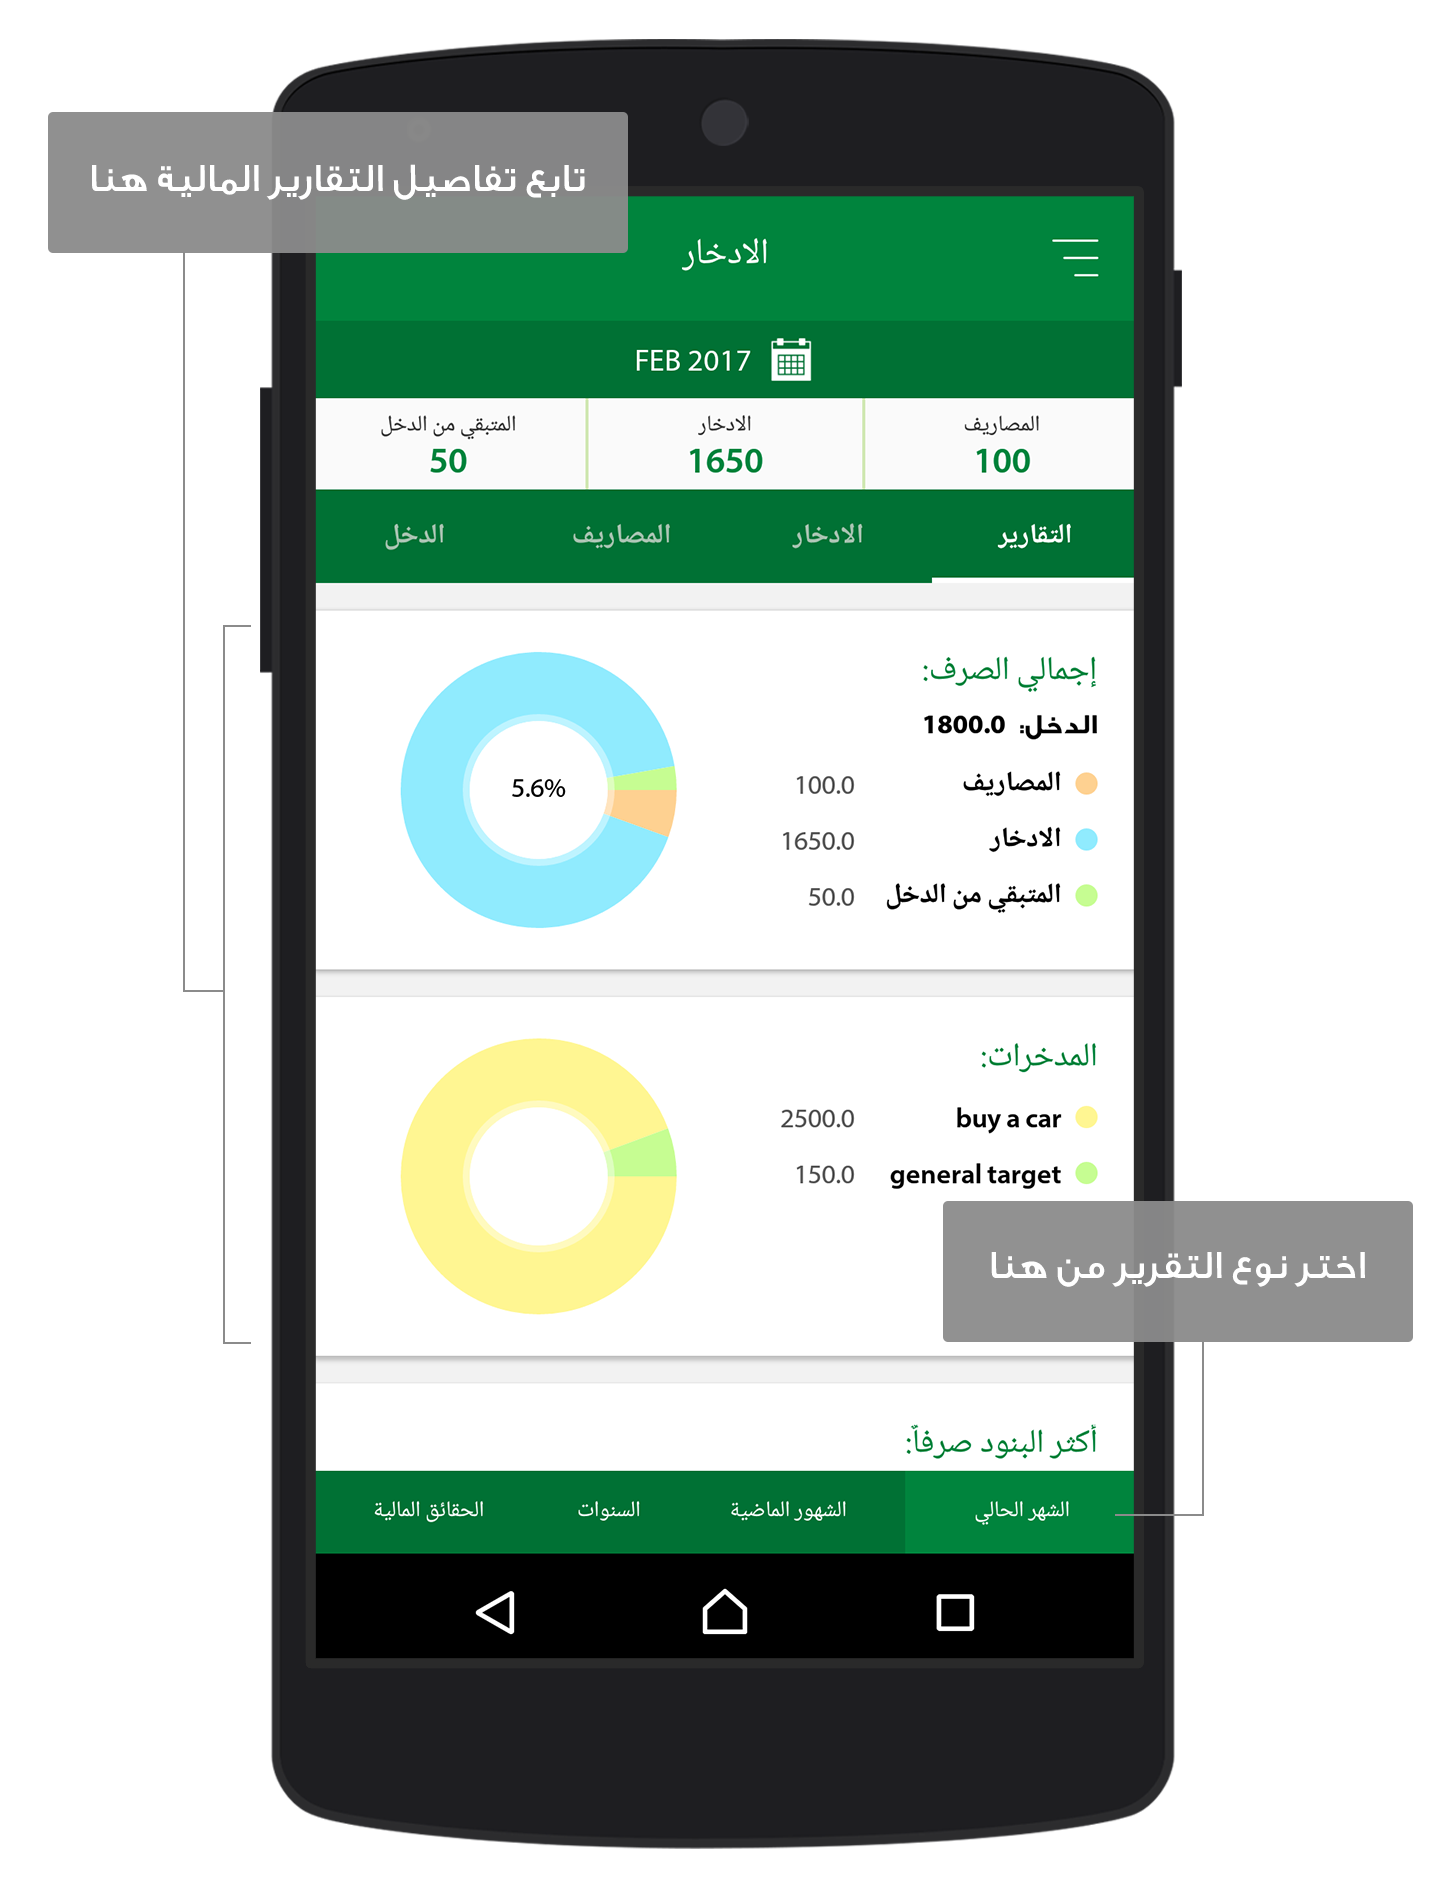 تابع تفاصيل التقارير المالية هنا
الادخار
FEB 2017
المصاريف
100
الادخار
1650
المتبقي من الدخل
50
التقارير
الادخار
المصاريف
الدخل
إجمالي الصرف:
الدخل: 1800.0
المصاريف 100.0
الادخار 1650.0
المتبقي من الدخل 50.0
5.6%
المدخرات:
buy a car 2500.0
general target 150.0
اختر نوع التقرير من هنا
أكثر البنود صرفاً:
الشهر الحالي
الشهور الماضية
السنوات
الحقائق المالية